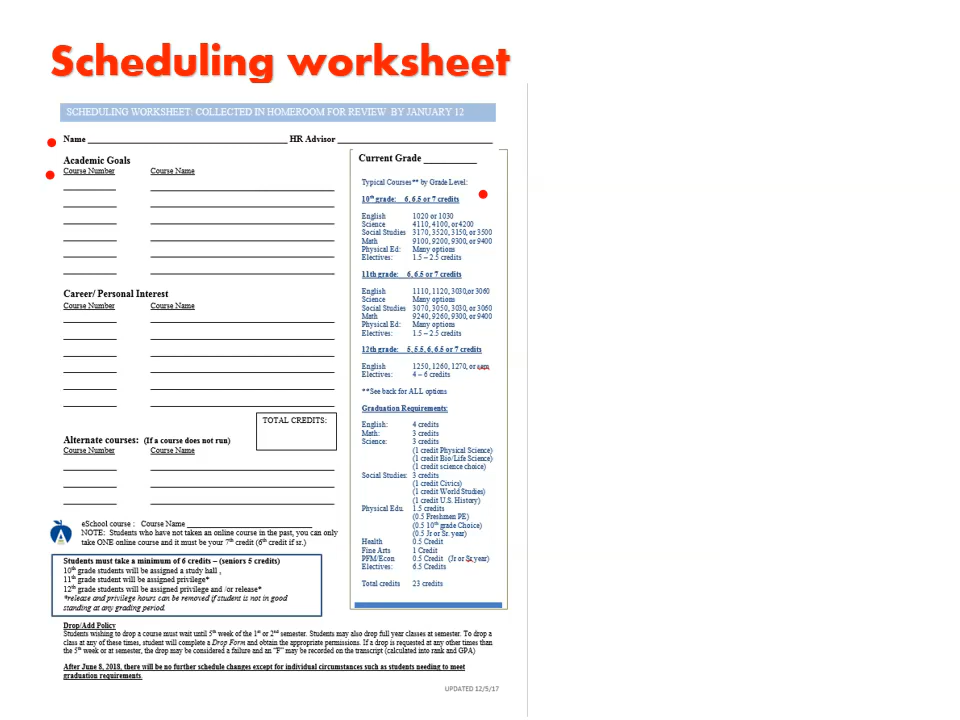 Scheduling worksheet
SCHEDULING WORKSHEET: COLLECTED IN HOMEROOM FOR REVIEW BY JANUARY 12
Name ____________ HR Advisor ____________
Academic Goals
Course Number Course Name
Career/ Personal Interest
Course Number Course Name
TOTAL CREDITS:
Alternate courses: (If a course does not run)
Course Number Course Name
eSchool course : Course Name ____________
NOTE: Students who have not taken an online course in the past, you can only
take ONE online course and it must be your 7th credit (6th credit if sr.)
Students must take a minimum of 6 credits – (seniors 5 credits)
10th grade students will be assigned a study hall ,
11th grade student will be assigned privilege*
12th grade students will be assigned privilege and /or release*
*release and privilege hours can be removed if student is not in good
standing at any grading period.
Current Grade __________
Typical Courses** by Grade Level:
10th grade: 6, 6.5 or 7 credits
English 1020 or 1030
Science 4110, 4100, or4200
Social Studies 3170, 3520, 3150, or 3500
Math 9100, 9200, 9300, or 9400
Physical Ed: Many options
Electives: 1.5 – 2.5 credits
11th grade: 6, 6.5 or 7 credits
English 1110, 1120, 3030,or 3060
Science Many options
Social Studies 3070, 3050, 3030, or 3060
Math 9240, 9260, 9300, or 9400
Physical Ed: Many options
Electives: 1.5 – 2.5 credits
12th grade: 5, 5.5, 6, 6.5 or 7 credits
English 1250, 1260, 1270, or
Electives: 4 – 6 credits
**See back for ALL options
Graduation Requirements:
English: 4 credits
Math: 3 credits
Science: 3 credits
(1 credit Physical Science)
(1 credit Bio/Life Science)
(1 credit science choice)
Social Studies: 3 credits
(1 credit Civics)
(1 credit World Studies)
(1 credit U.S. History)
Physical Edu. 1.5 credits
(0.5 Freshmen PE)
(0.5 10th grade Choice)
(0.5 Jr or Sr. year)
Health 0.5 Credit
Fine Arts 1 Credit
PFM/Econ 0.5 Credit (Jr or Sr.year)
Electives: 6.5 Credits
Total credits 23 credits
Drop/Add Policy
Students wishing to drop a course must wait until 5th week of the 1st or 2nd semester. Students may also drop full year classes at semester. To drop a
class at any of these times, student will complete a Drop Form and obtain the appropriate permissions. If a drop is requested at any other times than
the 5th week or at semester, the drop may be considered a failure and an “F” may be recorded on the transcript (calculated into rank and GPA)
After June 8, 2018, there will be no further schedule changes except for individual circumstances such as students needing to meet
graduation requirements.
UPDATED 12/5/17